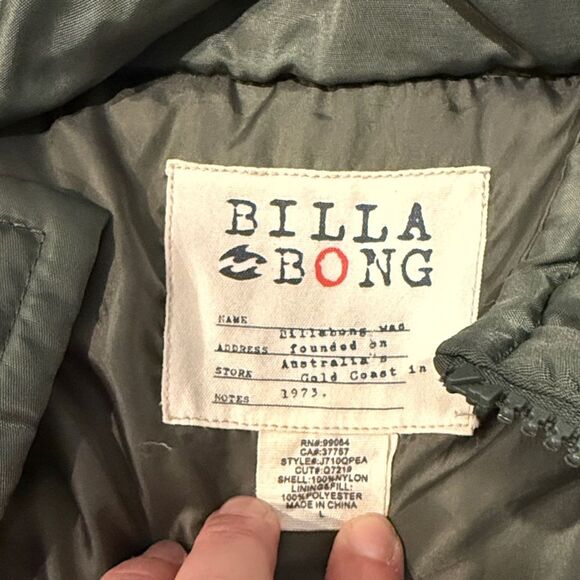 BILLA
BONG
NAME
Billabong was
ADDRESS founded on
Australia's
STORE Gold Coast in
NOTES 1973.
RN#:99064
CA#:37757
STYLE#:J710QPEA
CUT#:Q7219
SHELL:100%NYLON
LINING&FILL:
100%POLYESTER
MADE IN CHINA
L